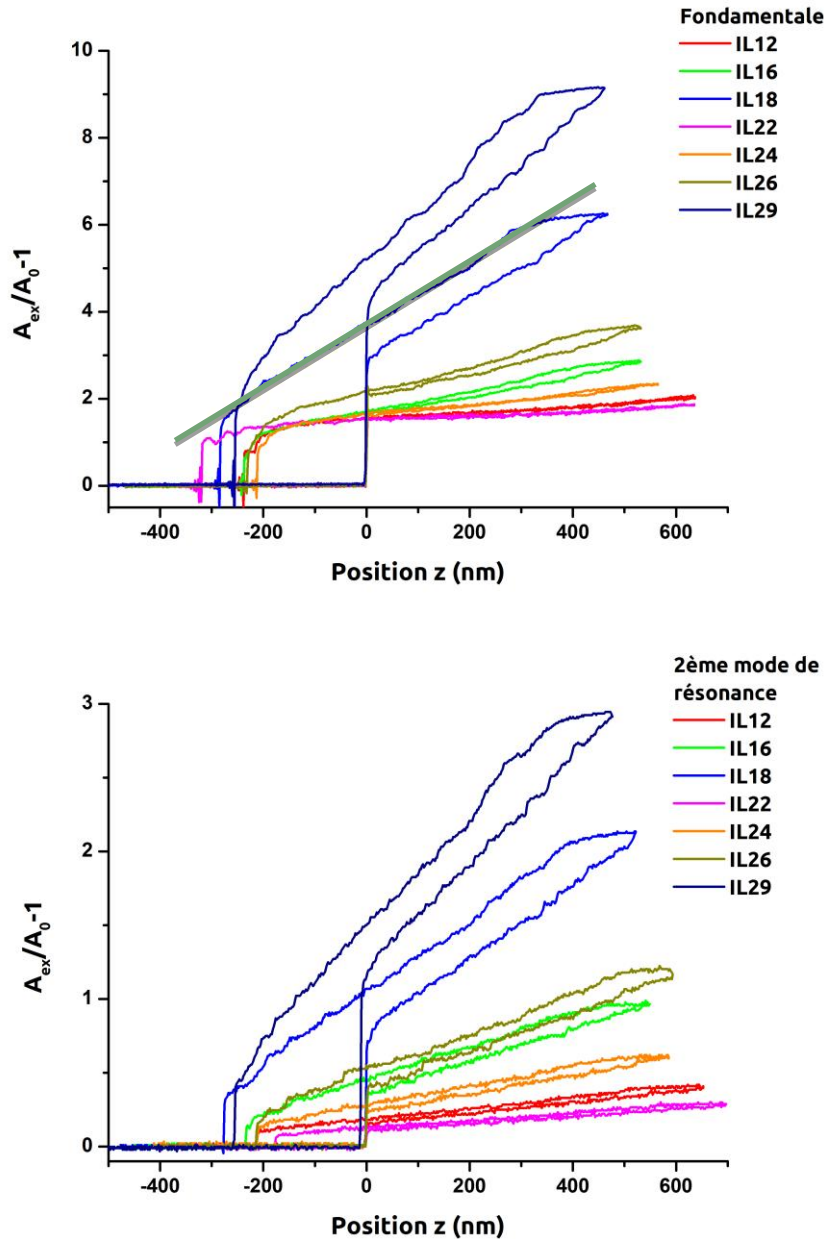 Fondamentale
IL12
IL16
IL18
IL22
IL24
IL26
IL29
10
8
6
4
2
0
A_ex/A_0-1
-400 -200 0 200 400 600
Position z (nm)
2ème mode de
résonance
IL12
IL16
IL18
IL22
IL24
IL26
IL29
3
2
1
0
A_ex/A_0-1
-400 -200 0 200 400 600
Position z (nm)